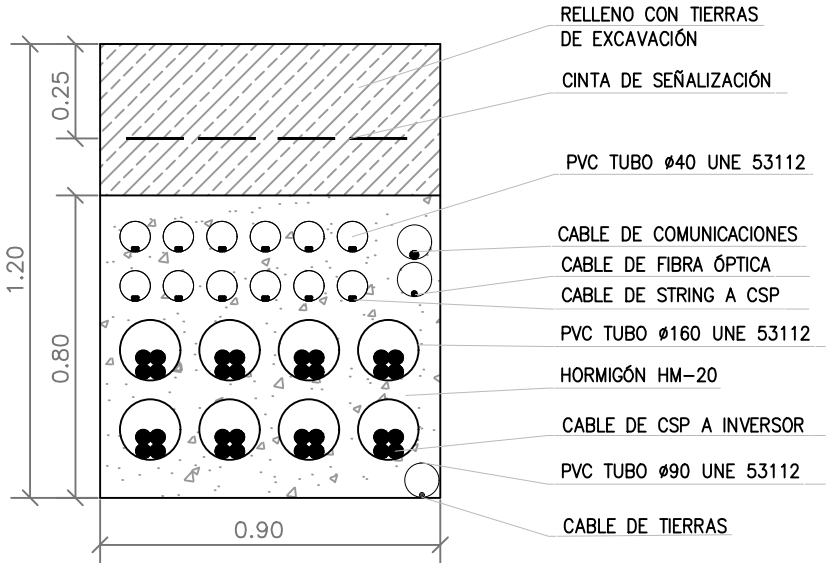 RELLENO CON TIERRAS
DE EXCAVACIÓN
CINTA DE SEÑALIZACIÓN
PVC TUBO ø40 UNE 53112
CABLE DE COMUNICACIONES
CABLE DE FIBRA ÓPTICA
CABLE DE STRING A CSP
PVC TUBO ø160 UNE 53112
HORMIGÓN HM-20
CABLE DE CSP A INVERSOR
PVC TUBO ø90 UNE 53112
CABLE DE TIERRAS
0.25
1.20
0.80
0.90